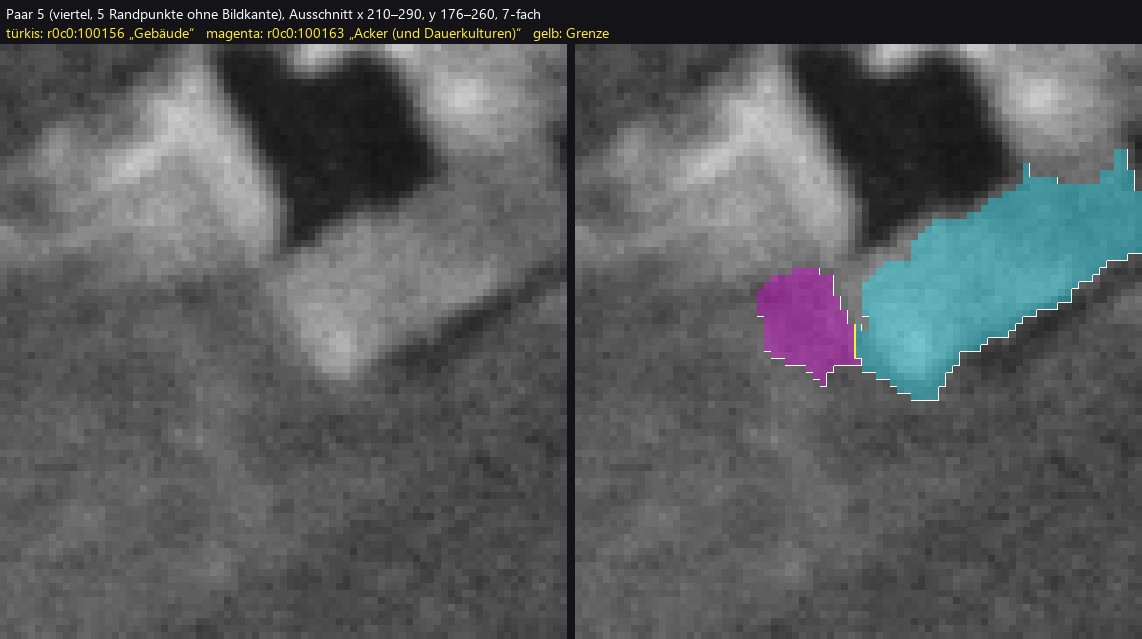 Paar 5 (viertel, 5 Randpunkte ohne Bildkante), Ausschnitt x 210–290, y 176–260, 7-fach
türkis: r0c0:100156 „Gebäude“ magenta: r0c0:100163 „Acker (und Dauerkulturen)“ gelb: Grenze